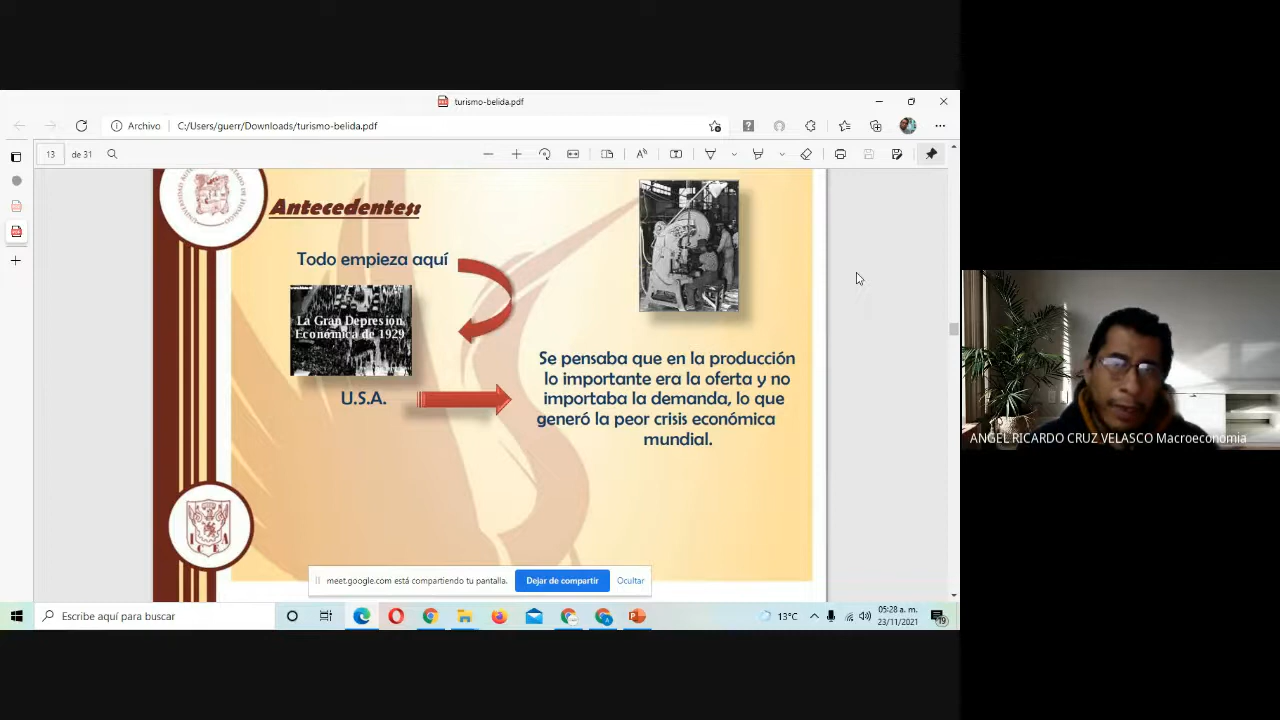 turismo-belida.pdf
Archivo
C:/Users/guerr/Downloads/turismo-belida.pdf
13
de 31
Antecedentes:
Todo empieza aquí
La Gran Depresión
Económica de 1929
U.S.A.
Se pensaba que en la producción
lo importante era la oferta y no
importaba la demanda, lo que
generó la peor crisis económica
mundial.
I C E A
ANGEL RICARDO CRUZ VELASCO Macroeconomia
meet.google.com está compartiendo tu pantalla.
Dejar de compartir
Ocultar
Escribe aquí para buscar
13°C
05:28 a. m.
23/11/2021
19